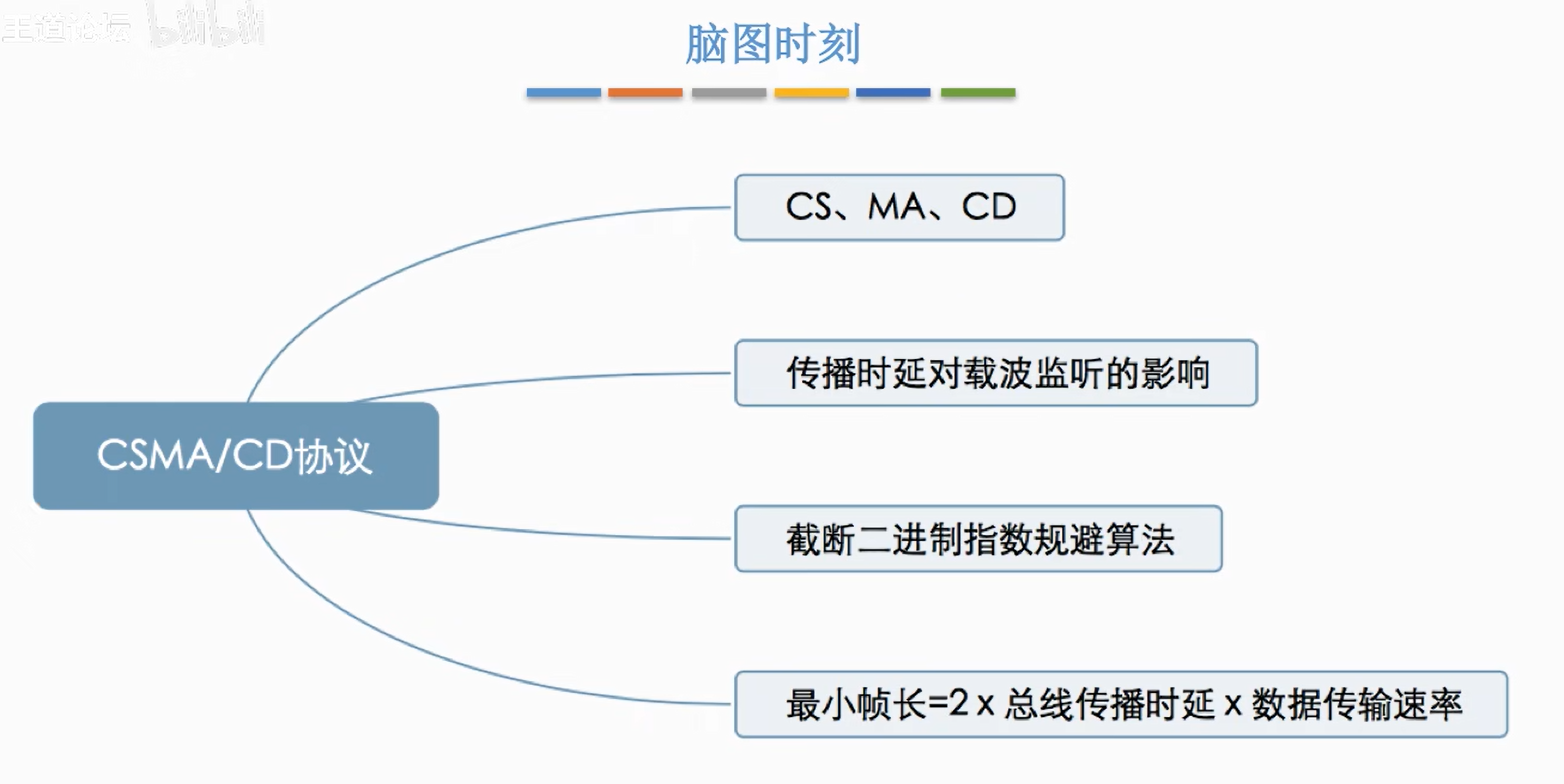 王道论坛 bilibili
脑图时刻
CS、MA、CD
传播时延对载波监听的影响
CSMA/CD协议
截断二进制指数规避算法
最小帧长=2 x 总线传播时延 x 数据传输速率